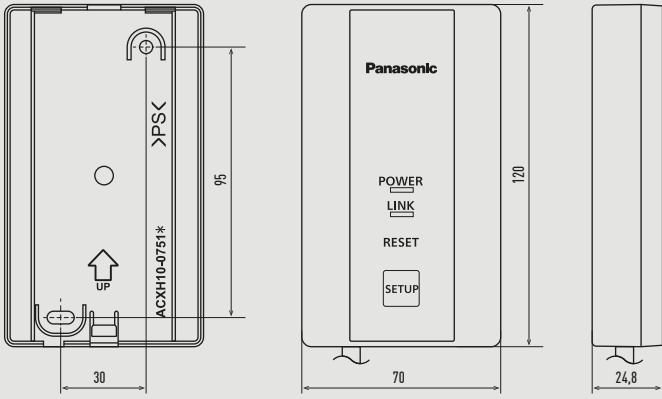 >PS<
95
UP
ACXH10-0751*
30
Panasonic
POWER
LINK
RESET
SETUP
120
70
24,8